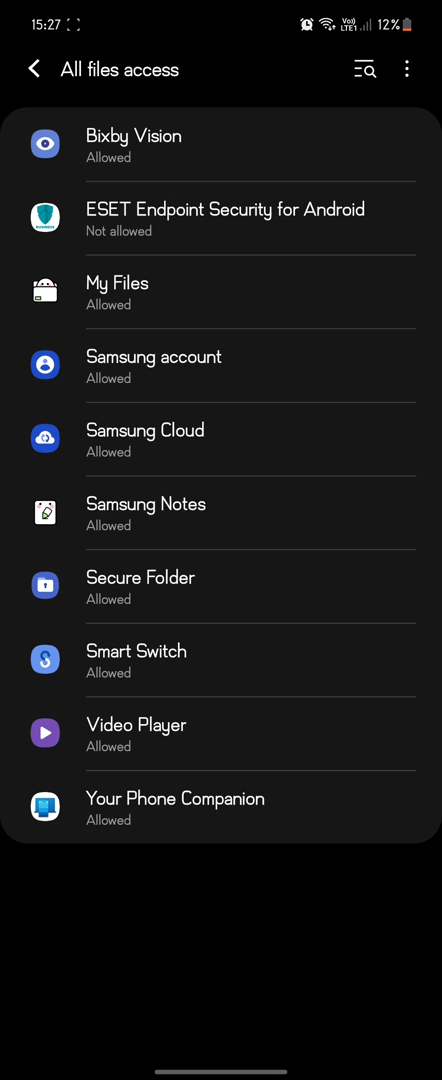 15:27
Vo)) LTE1 12%
All files access
Bixby Vision
Allowed
ESET Endpoint Security for Android
Not allowed
My Files
Allowed
Samsung account
Allowed
Samsung Cloud
Allowed
Samsung Notes
Allowed
Secure Folder
Allowed
Smart Switch
Allowed
Video Player
Allowed
Your Phone Companion
Allowed